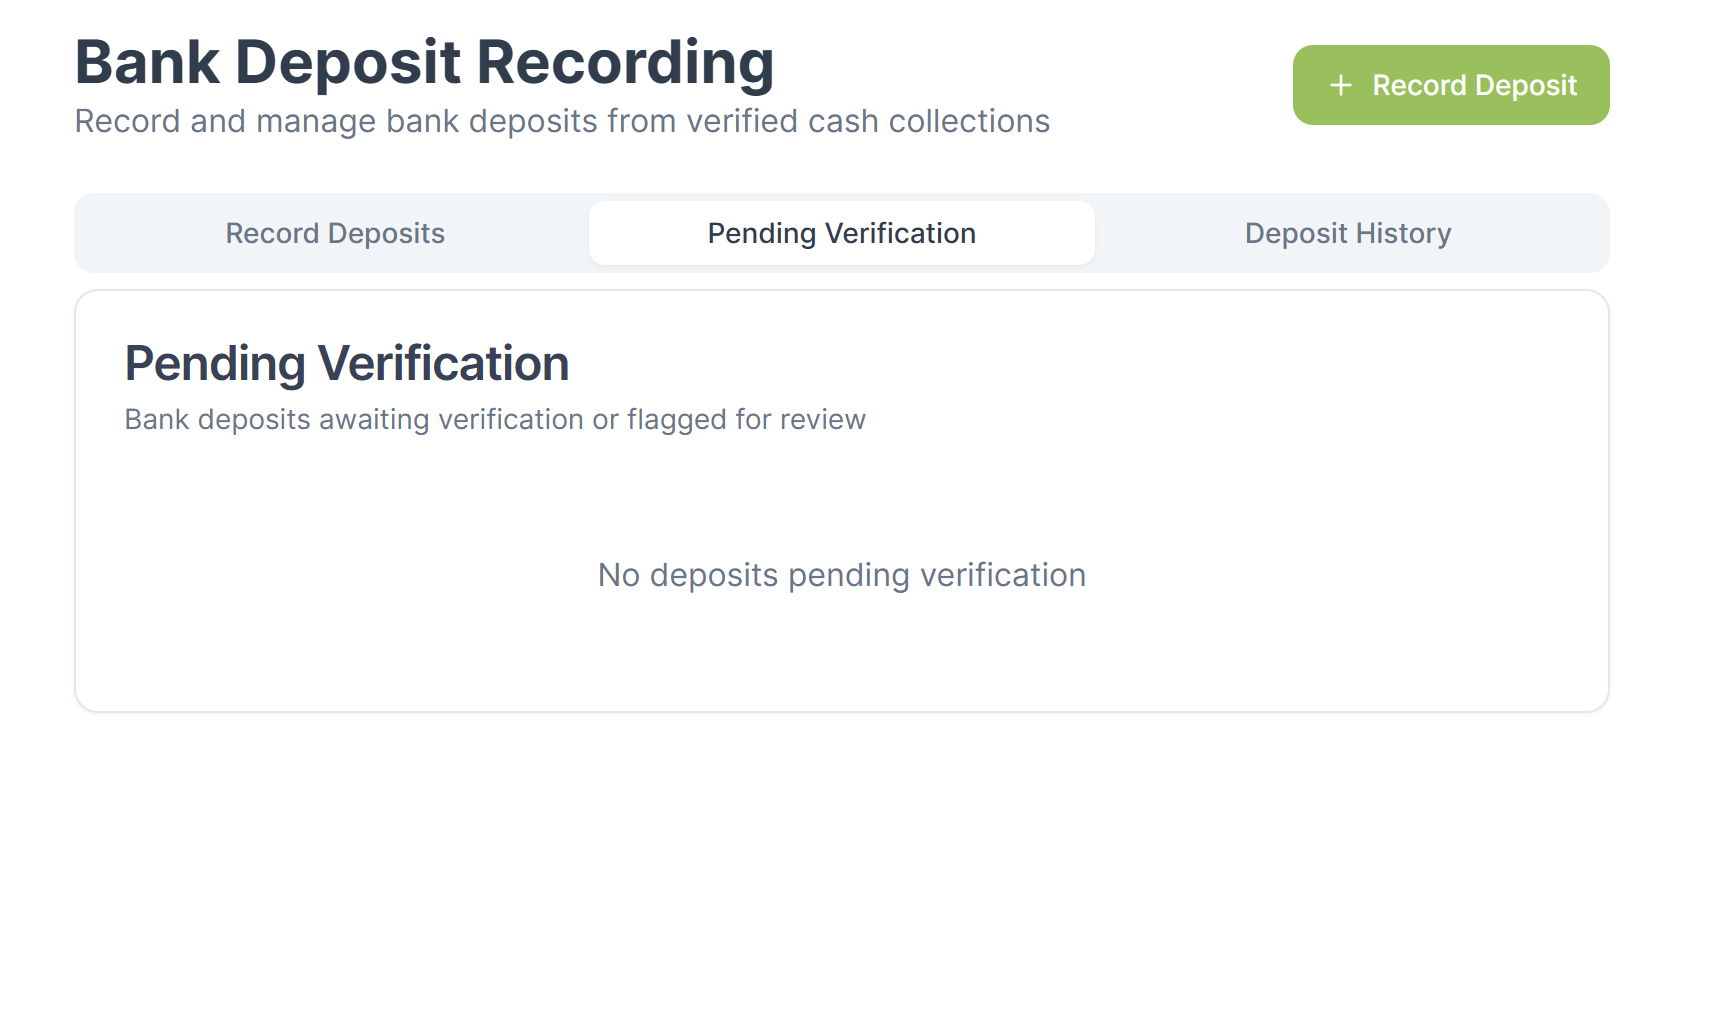 Bank Deposit Recording
Record and manage bank deposits from verified cash collections
+ Record Deposit
Record Deposits
Pending Verification
Deposit History
Pending Verification
Bank deposits awaiting verification or flagged for review
No deposits pending verification